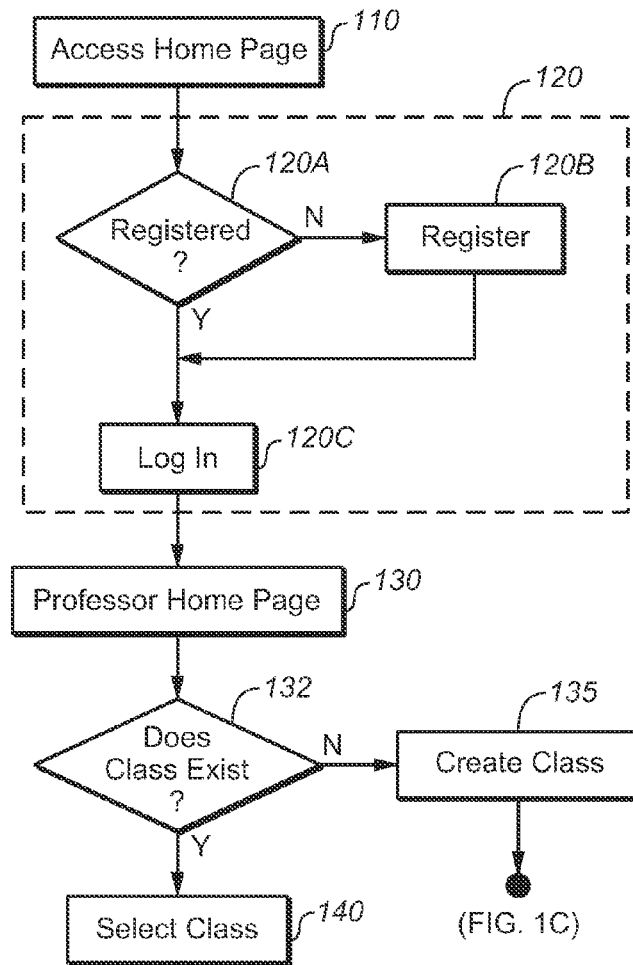 Access Home Page
110
120
120A
120B
Registered
?
N
Register
Y
120C
Log In
Professor Home Page
130
132
135
Does
Class Exist
?
N
Create Class
Y
Select Class
140
(FIG. 1C)